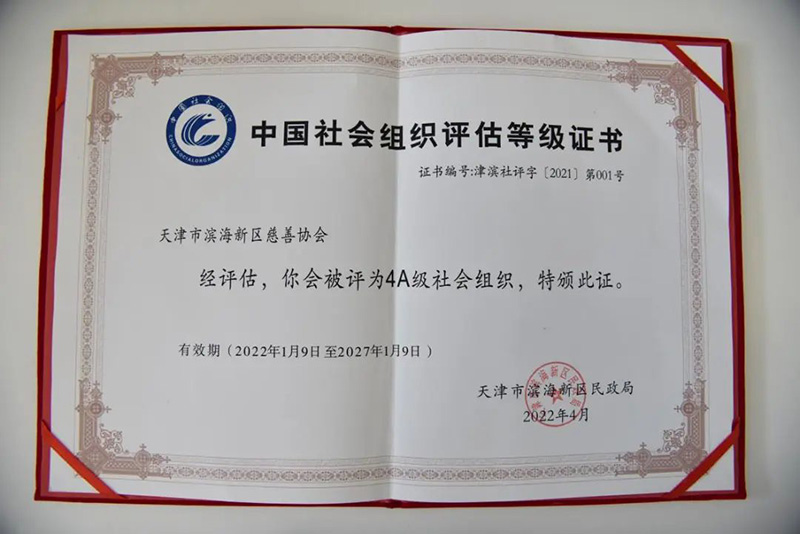 中国社会组织评估等级证书
CHINASOCIALORGANIZATION
证书编号:津滨社评字〔2021〕第001号
天津市滨海新区慈善协会
经评估，你会被评为4A级社会组织，特颁此证。
有效期（2022年1月9日至2027年1月9日）
天津市滨海新区民政局
2022年4月